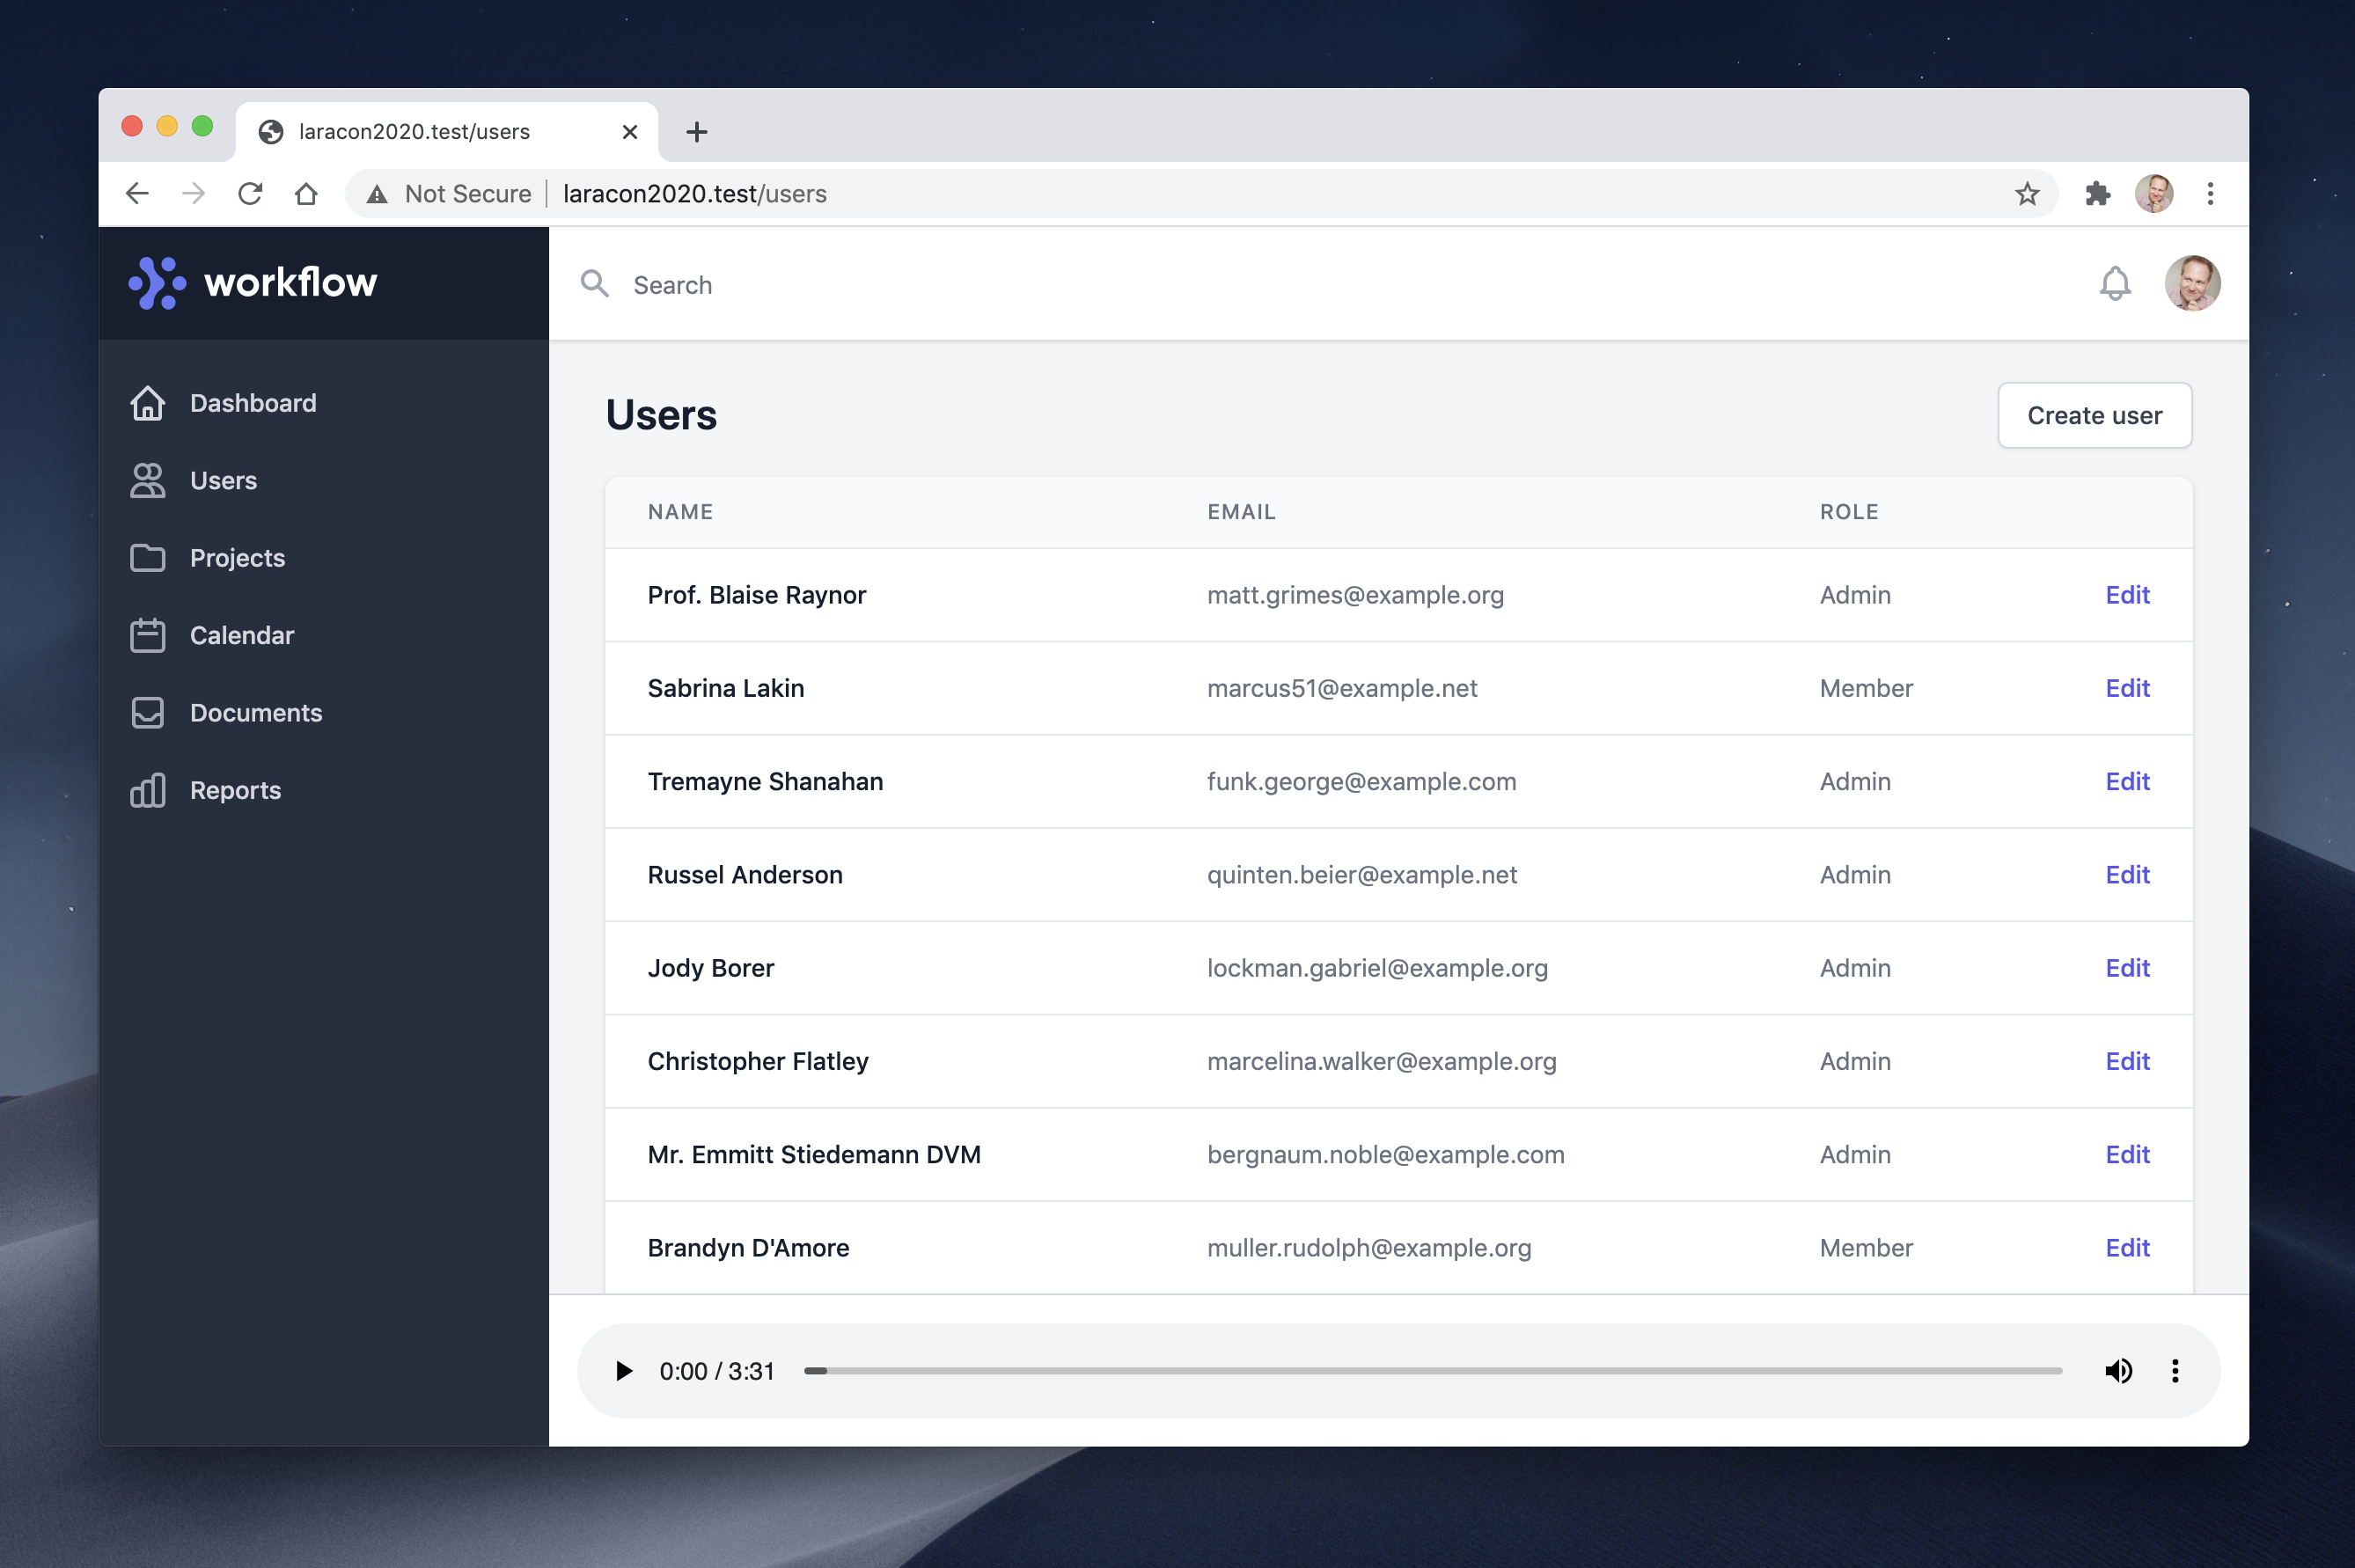 laracon2020.test/users
Not Secure laracon2020.test/users
workflow
Search
Dashboard
Users
Projects
Calendar
Documents
Reports
Users
Create user
NAME EMAIL ROLE
Prof. Blaise Raynor matt.grimes@example.org Admin Edit
Sabrina Lakin marcus51@example.net Member Edit
Tremayne Shanahan funk.george@example.com Admin Edit
Russel Anderson quinten.beier@example.net Admin Edit
Jody Borer lockman.gabriel@example.org Admin Edit
Christopher Flatley marcelina.walker@example.org Admin Edit
Mr. Emmitt Stiedemann DVM bergnaum.noble@example.com Admin Edit
Brandyn D'Amore muller.rudolph@example.org Member Edit
0:00 / 3:31